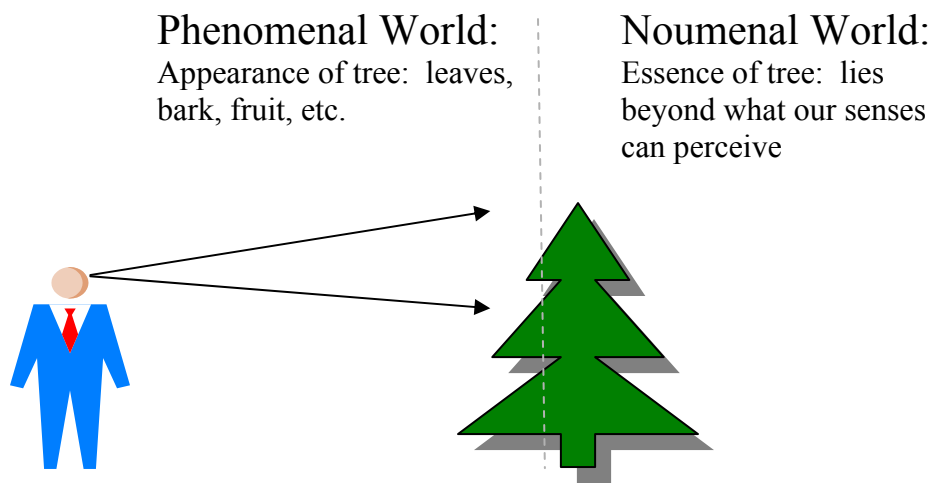 Phenomenal World:
Appearance of tree:  leaves,
bark, fruit, etc.
Noumenal World:
Essence of tree:  lies
beyond what our senses
can perceive